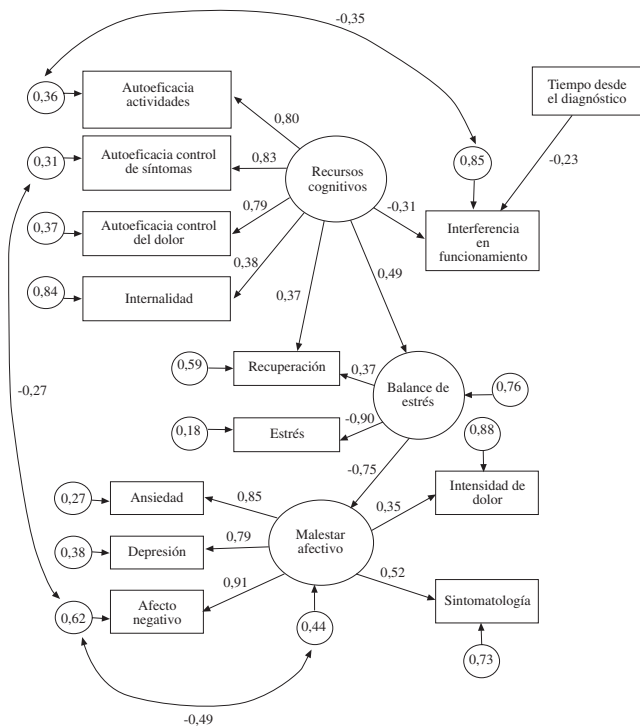 -0,35
0,36
Autoeficacia
actividades
Tiempo desde
el diagnóstico
0,80
0,31
Autoeficacia control
de síntomas
0,83
Recursos
cognitivos
0,85
-0,23
0,79
-0,31
0,37
Autoeficacia control
del dolor
Interferencia
en
funcionamiento
0,38
0,84
Internalidad
0,49
0,37
0,59
Recuperación
0,37
Balance de
estrés
0,76
-0,27
0,18
Estrés
-0,90
0,88
-0,75
0,27
Ansiedad
0,85
0,35
Intensidad de
dolor
0,38
Depresión
0,79
Malestar
afectivo
0,91
0,52
0,62
Afecto
negativo
0,44
Sintomatología
0,73
-0,49